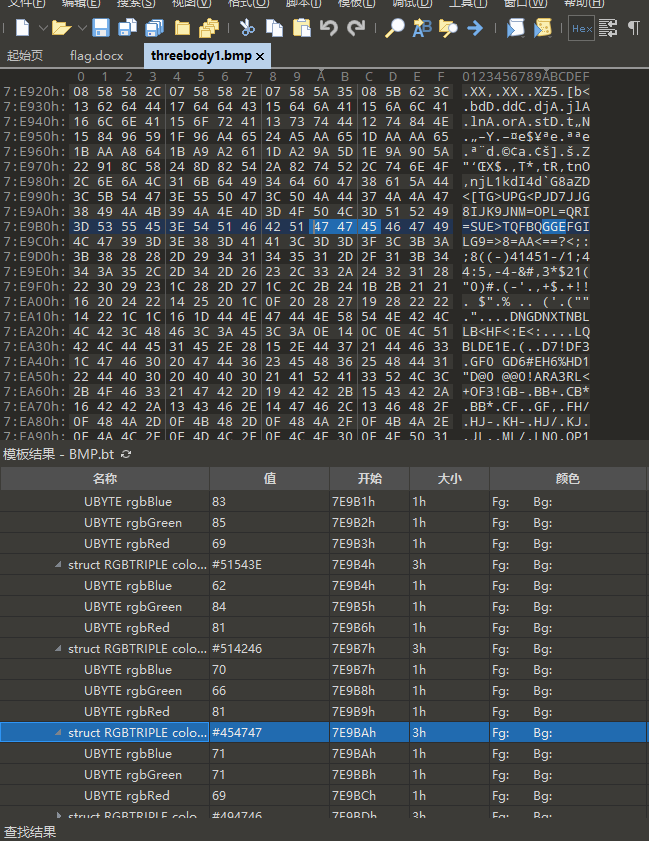 文件(F) 编辑(E) 搜索(S) 视图(V) 格式(O) 脚本(I) 模板(L) 调试(D) 工具(T) 窗口(W) 帮助(H)
Hex
起始页 flag.docx threebody1.bmp ×
0 1 2 3 4 5 6 7 8 9 A B C D E F 0123456789ABCDEF
7:E920h: 08 58 58 2C 07 58 58 2E 07 58 5A 35 08 5B 62 3C .XX,.XX..XZ5.[b<
7:E930h: 13 62 64 44 17 64 64 43 15 64 6A 41 15 6A 6C 41 .bdD.ddC.djA.jlA
7:E940h: 16 6C 6E 41 15 6F 72 41 13 73 74 44 12 74 84 4E .lnA.orA.stD.t„N
7:E950h: 15 84 96 59 1F 96 A4 65 24 A5 AA 65 1D AA AA 65 .„–Y.–¤e$¥ªe.ªªe
7:E960h: 1B AA A8 64 1B A9 A2 61 1D A2 9A 5D 1E 9A 90 5A .ª¨d.©¢a.¢š].š.Z
7:E970h: 22 91 8C 58 24 8D 82 54 2A 82 74 52 2C 74 6E 4F "‘ŒX$.‚T*‚tR,tnO
7:E980h: 2C 6E 6A 4C 31 6B 64 49 34 64 60 47 38 61 5A 44 ,njL1kdI4d`G8aZD
7:E990h: 3C 5B 54 47 3E 55 50 47 3C 50 4A 44 37 4A 4A 47 <[TG>UPG<PJD7JJG
7:E9A0h: 38 49 4A 4B 39 4A 4E 4D 3D 4F 50 4C 3D 51 52 49 8IJK9JNM=OPL=QRI
7:E9B0h: 3D 53 55 45 3E 54 51 46 42 51 47 47 45 46 47 49 =SUE>TQFBQGGEFGI
7:E9C0h: 4C 47 39 3D 3E 38 3D 41 41 3C 3D 3D 3F 3C 3B 3A LG9=>8=AA<==?<;:
7:E9D0h: 3B 38 28 28 2D 29 34 31 34 35 31 2D 2F 31 3B 34 ;8((-)41451-/1;4
7:E9E0h: 34 3A 35 2C 2D 34 2D 26 23 2C 33 2A 24 32 31 28 4:5,-4-&#,3*$21(
7:E9F0h: 22 30 29 23 1C 28 2D 27 1C 2C 2B 24 1B 2B 21 21 "0)#.(-'.,+$.+!!
7:EA00h: 16 20 24 22 14 25 20 1C 0F 20 28 27 19 28 22 22 . $".% .. ('.(""
7:EA10h: 14 22 1C 1C 16 1D 44 4E 47 44 4E 58 54 4E 42 4C ."....DNGDNXTNBL
7:EA20h: 4C 42 3C 48 46 3C 3A 45 3C 3A 0E 14 0C 0E 4C 51 LB<HF<:E<:....LQ
7:EA30h: 42 4C 44 45 31 45 2E 28 15 2E 44 37 21 44 46 33 BLDE1E.(..D7!DF3
7:EA40h: 1C 47 46 30 20 47 44 36 23 45 48 36 25 48 44 31 .GF0 GD6#EH6%HD1
7:EA50h: 22 44 40 30 20 40 30 21 41 52 41 33 52 4C 3C "D@0 @@0!ARA3RL<
7:EA60h: 2B 4F 46 33 21 47 42 2D 19 42 42 2B 15 43 42 2A +OF3!GB-.BB+.CB*
7:EA70h: 16 42 42 2A 13 43 46 2E 14 47 46 2C 13 46 48 2F .BB*.CF..GF,.FH/
7:EA80h: 0F 48 4A 2D 0F 4B 48 2D 0F 48 4A 2F 0F 4B 4A 2E .HJ-.KH-.HJ/.KJ.
模板结果 - BMP.bt
名称 值 开始 大小 颜色
UBYTE rgbBlue 83 7E9B1h 1h Fg: Bg:
UBYTE rgbGreen 85 7E9B2h 1h Fg: Bg:
UBYTE rgbRed 69 7E9B3h 1h Fg: Bg:
struct RGBTRIPLE colo... #51543E 7E9B4h 3h Fg: Bg:
UBYTE rgbBlue 62 7E9B4h 1h Fg: Bg:
UBYTE rgbGreen 84 7E9B5h 1h Fg: Bg:
UBYTE rgbRed 81 7E9B6h 1h Fg: Bg:
struct RGBTRIPLE colo... #514246 7E9B7h 3h Fg: Bg:
UBYTE rgbBlue 70 7E9B7h 1h Fg: Bg:
UBYTE rgbGreen 66 7E9B8h 1h Fg: Bg:
UBYTE rgbRed 81 7E9B9h 1h Fg: Bg:
struct RGBTRIPLE colo... #454747 7E9BAh 3h Fg: Bg:
UBYTE rgbBlue 71 7E9BAh 1h Fg: Bg:
UBYTE rgbGreen 71 7E9BBh 1h Fg: Bg:
UBYTE rgbRed 69 7E9BCh 1h Fg: Bg:
struct RGBTRIPLE colo... #494746 7E9BDh 3h Fg: Bg:
查找结果